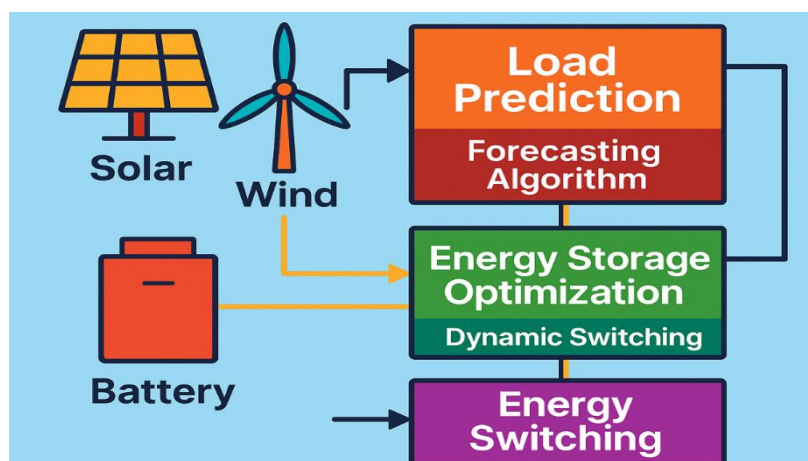 Solar
Wind
Battery
Load
Prediction
Forecasting
Algorithm
Energy Storage
Optimization
Dynamic Switching
Energy
Switching